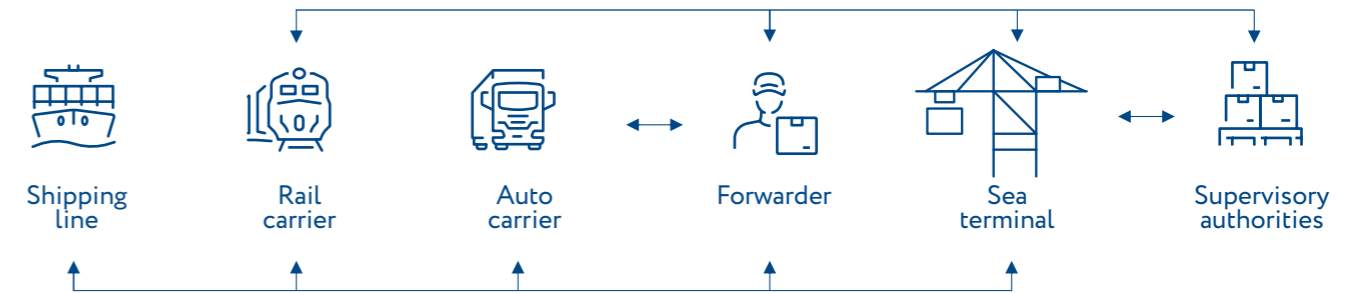 Shipping
line
Rail
carrier
Auto
carrier
Forwarder
Sea
terminal
Supervisory
authorities